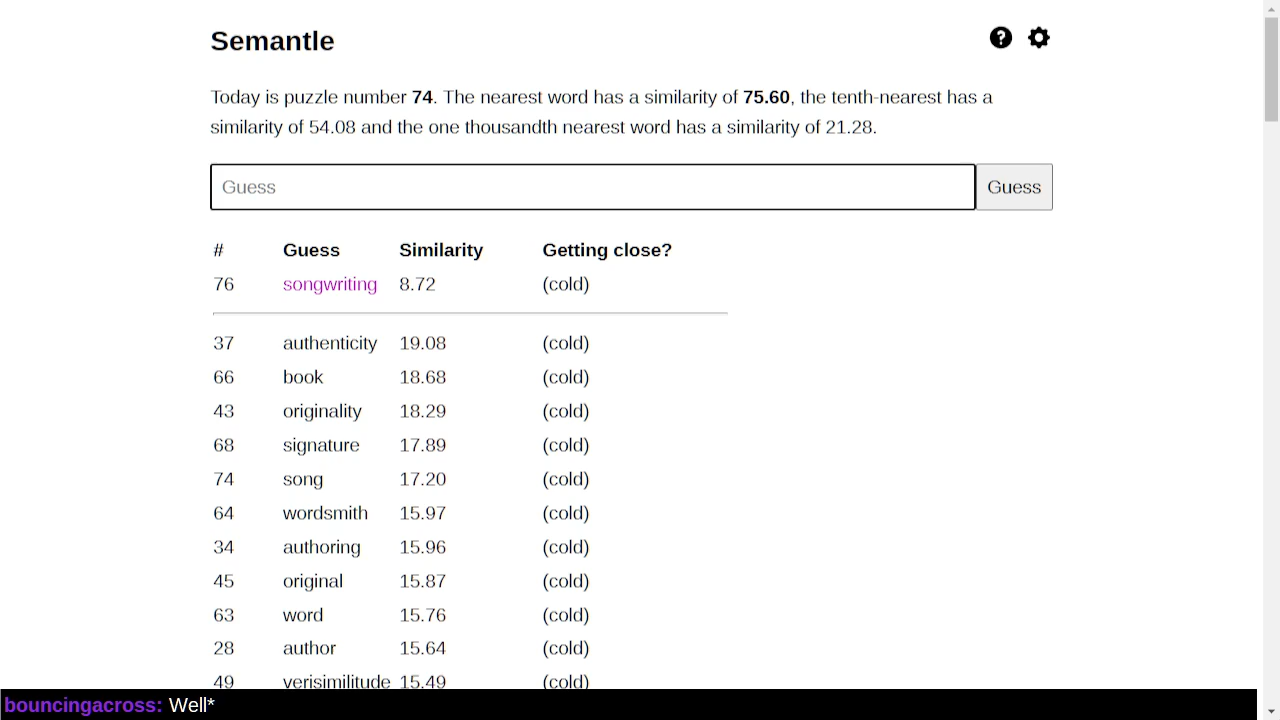 Semantle
Today is puzzle number 74. The nearest word has a similarity of 75.60, the tenth-nearest has a
similarity of 54.08 and the one thousandth nearest word has a similarity of 21.28.
Guess Guess
# Guess Similarity Getting close?
76 songwriting 8.72 (cold)
37 authenticity 19.08 (cold)
66 book 18.68 (cold)
43 originality 18.29 (cold)
68 signature 17.89 (cold)
74 song 17.20 (cold)
64 wordsmith 15.97 (cold)
34 authoring 15.96 (cold)
45 original 15.87 (cold)
63 word 15.76 (cold)
28 author 15.64 (cold)
49 verisimilitude 15.49 (cold)
bouncingacross: Well*